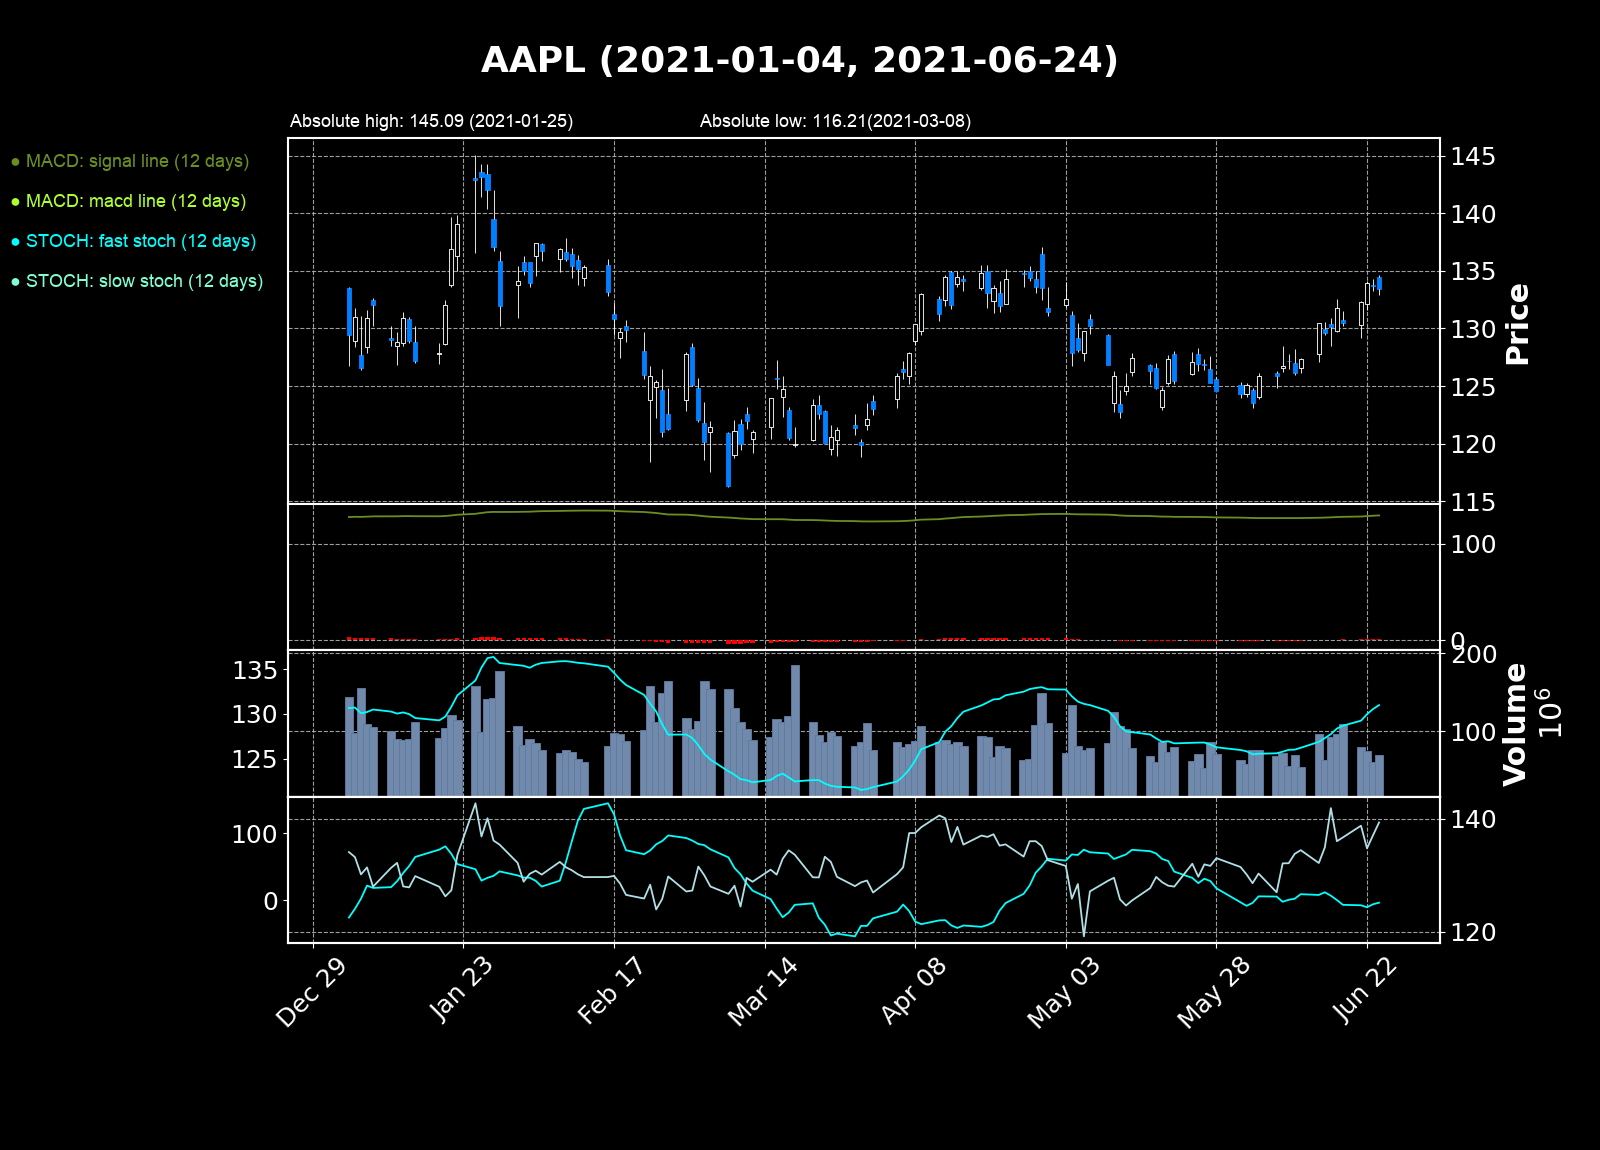 AAPL (2021-01-04, 2021-06-24)
Absolute high: 145.09 (2021-01-25)
Absolute low: 116.21(2021-03-08)
● MACD: signal line (12 days)
● MACD: macd line (12 days)
● STOCH: fast stoch (12 days)
● STOCH: slow stoch (12 days)
145
140
135
130
125
120
115
Price
100
0
0
135
130
125
200
100
Volume
10^6
100
0
140
120
Dec 29
Jan 23
Feb 17
Mar 14
Apr 08
May 03
May 28
Jun 22